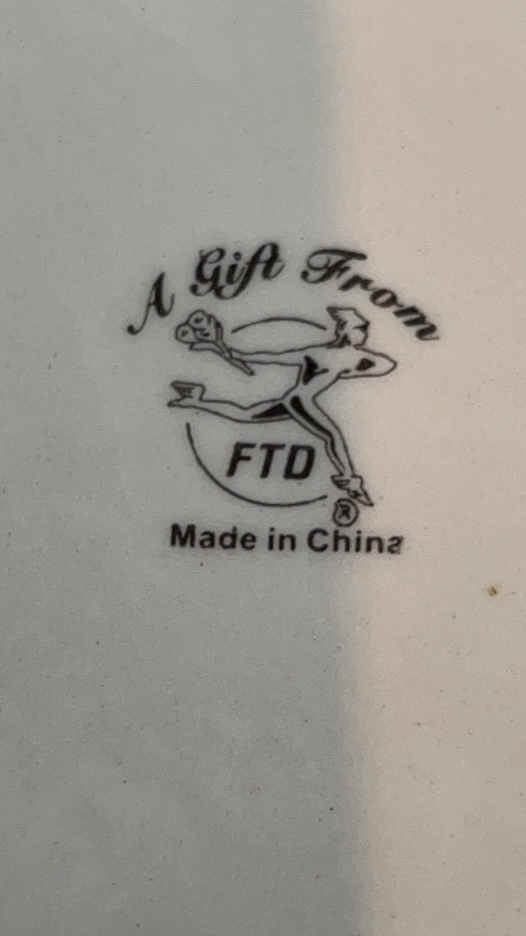 A Gift From
FTD
®
Made in China